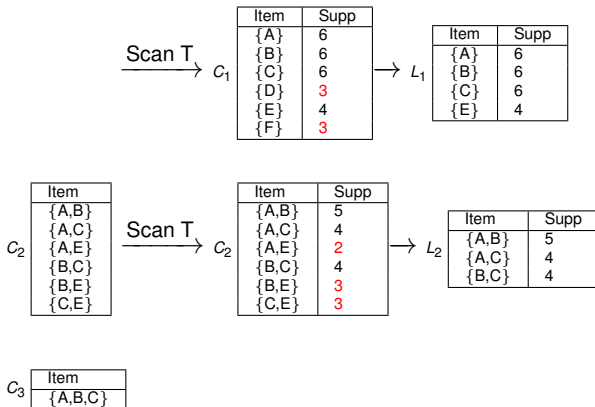 Item Supp
Scan T C1 {A} 6 L1 Item Supp
{B} 6 {A} 6
{C} 6 {B} 6
{D} 3 {C} 6
{E} 4 {E} 4
{F} 3
Item Item Supp
{A,B} {A,B} 5 Item Supp
{A,C} Scan T {A,C} 4 {A,B} 5
C2 {A,E} C2 {A,E} 2 L2 {A,C} 4
{B,C} {B,C} 4 {B,C} 4
{B,E} {B,E} 3
{C,E} {C,E} 3
C3 Item
{A,B,C}